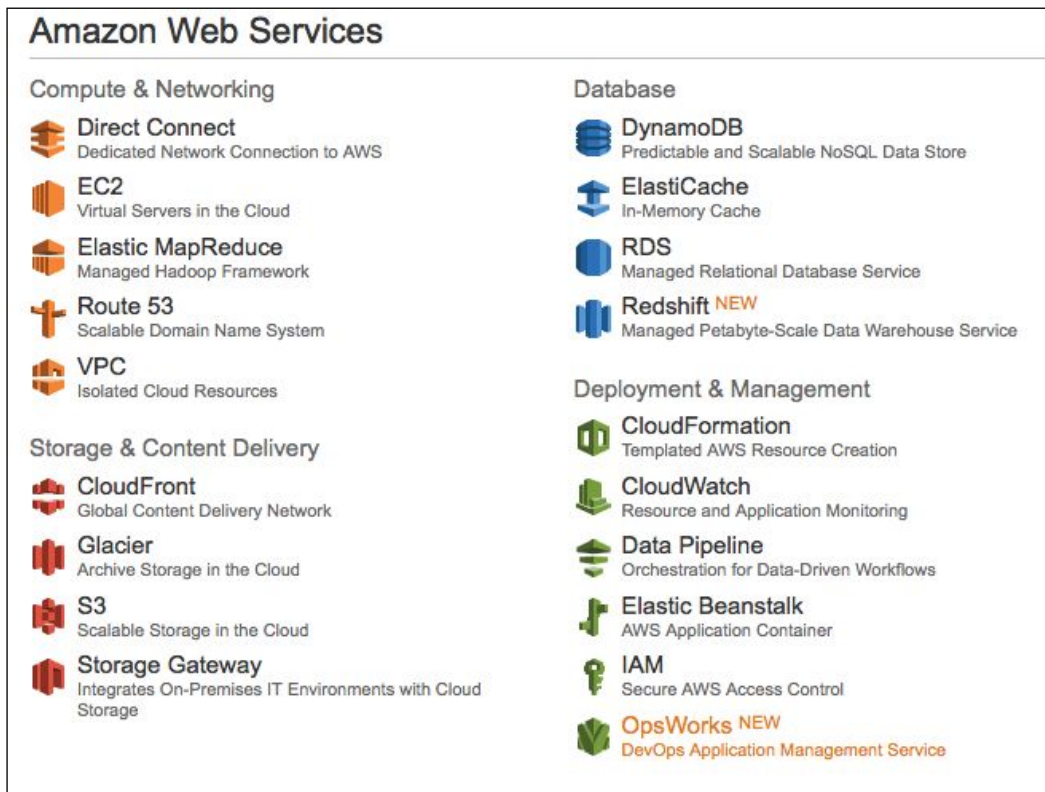 Amazon Web Services
Compute & Networking
Direct Connect
Dedicated Network Connection to AWS
EC2
Virtual Servers in the Cloud
Elastic MapReduce
Managed Hadoop Framework
Route 53
Scalable Domain Name System
VPC
Isolated Cloud Resources
Storage & Content Delivery
CloudFront
Global Content Delivery Network
Glacier
Archive Storage in the Cloud
S3
Scalable Storage in the Cloud
Storage Gateway
Integrates On-Premises IT Environments with Cloud
Storage
Database
DynamoDB
Predictable and Scalable NoSQL Data Store
ElastiCache
In-Memory Cache
RDS
Managed Relational Database Service
Redshift NEW
Managed Petabyte-Scale Data Warehouse Service
Deployment & Management
CloudFormation
Templated AWS Resource Creation
CloudWatch
Resource and Application Monitoring
Data Pipeline
Orchestration for Data-Driven Workflows
Elastic Beanstalk
AWS Application Container
IAM
Secure AWS Access Control
OpsWorks NEW
DevOps Application Management Service